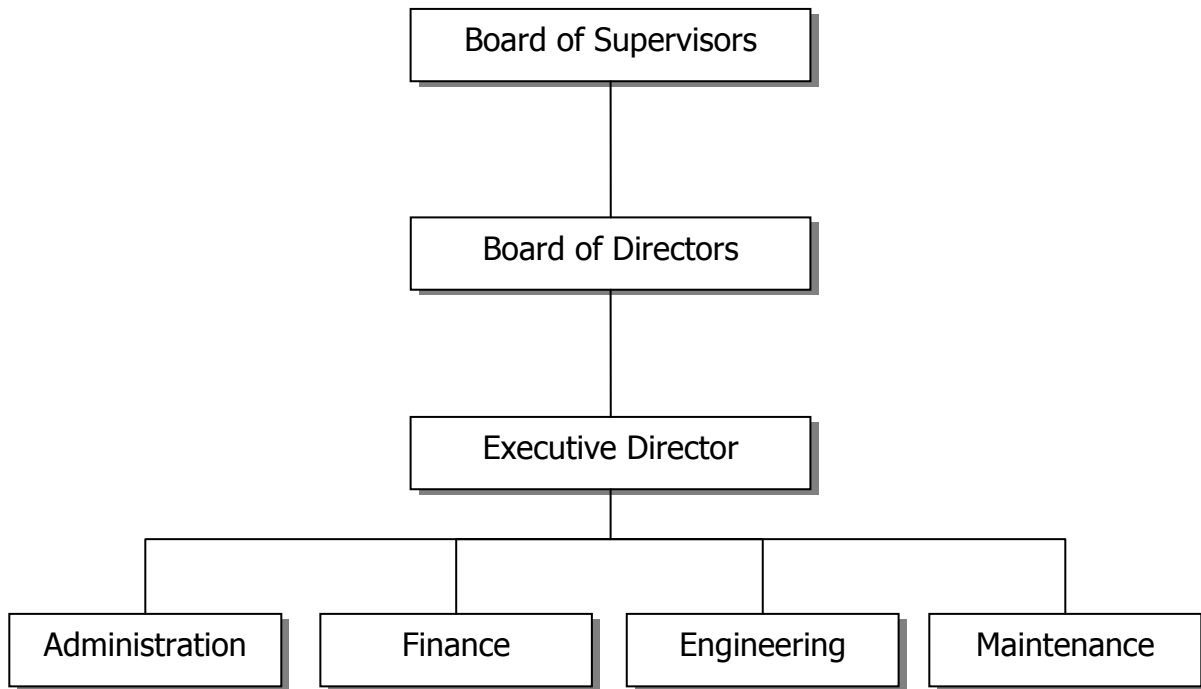 Board of Supervisors
Board of Directors
Executive Director
Administration
Finance
Engineering
Maintenance